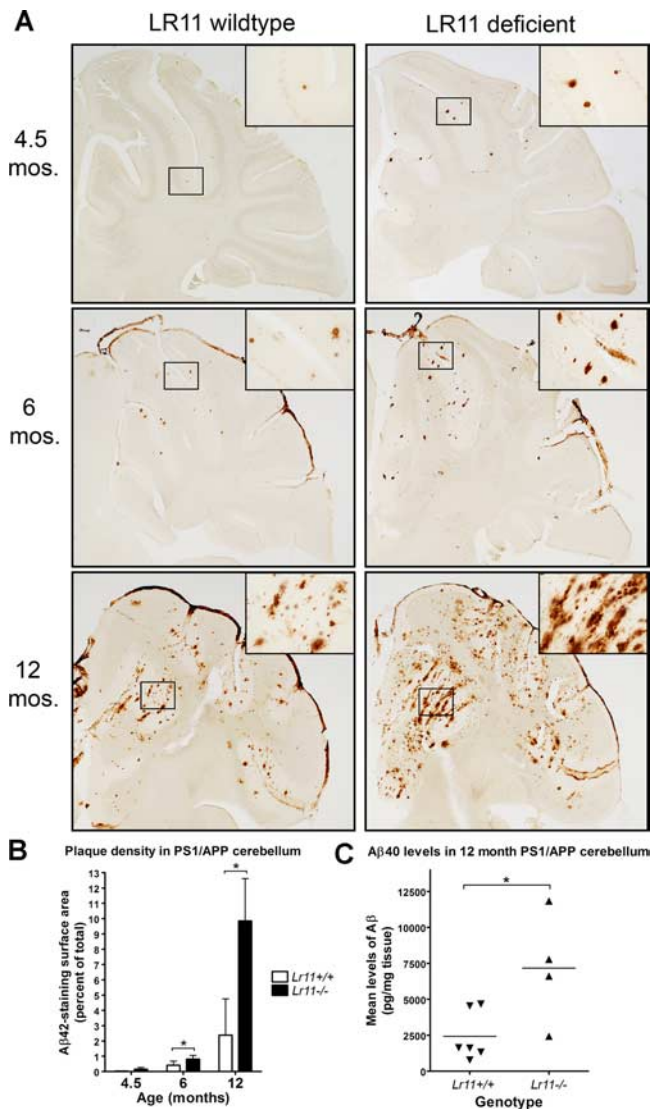 A
LR11 wildtype
LR11 deficient
4.5
mos.
6
mos.
12
mos.
B
Plaque density in PS1/APP cerebellum
Aβ42-staining surface area
(percent of total)
13
12
11
10
9
8
7
6
5
4
3
2
1
0
*
*
4.5
6
12
Age (months)
Lr11+/+
Lr11-/-
C
Aβ40 levels in 12 month PS1/APP cerebellum
Mean levels of Aβ
(pg/mg tissue)
12500
10000
7500
5000
2500
0
*
Lr11+/+
Lr11-/-
Genotype